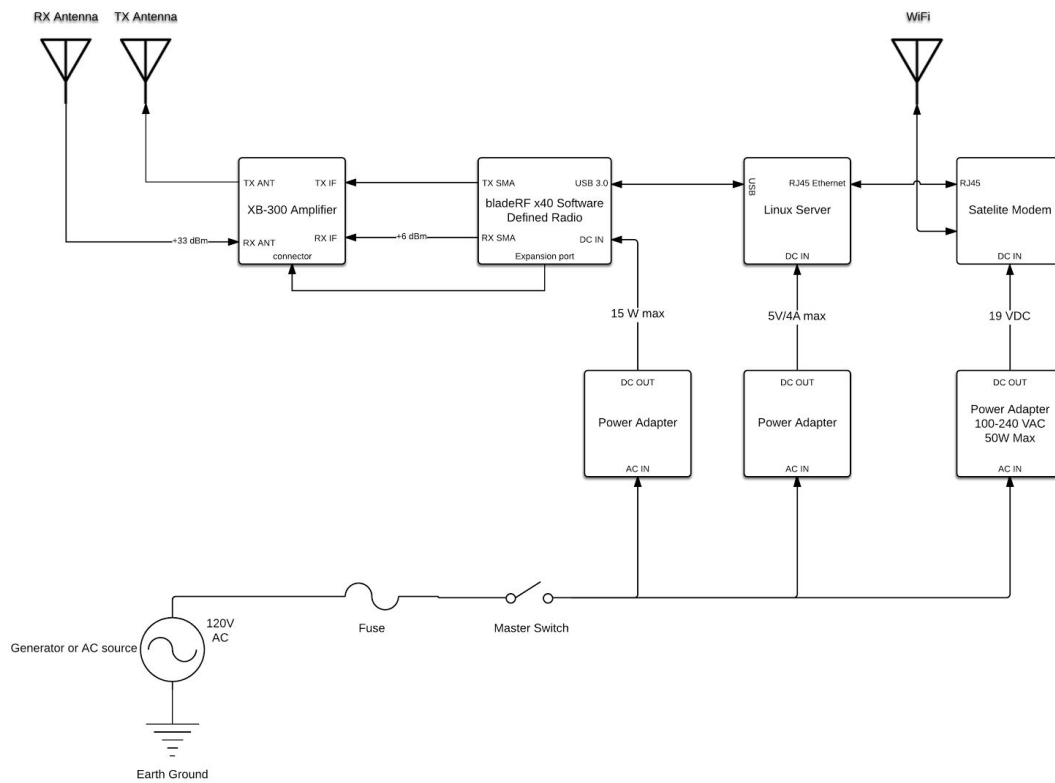 RX Antenna
TX Antenna
WiFi
TX ANT
TX IF
XB-300 Amplifier
RX ANT
RX IF
connector
+33 dBm
TX SMA
USB 3.0
bladeRF x40 Software
Defined Radio
RX SMA
DC IN
Expansion port
+6 dBm
USB
RJ45 Ethernet
Linux Server
DC IN
RJ45
Satelite Modem
DC IN
15 W max
5V/4A max
19 VDC
DC OUT
Power Adapter
AC IN
DC OUT
Power Adapter
AC IN
DC OUT
Power Adapter
100-240 VAC
50W Max
AC IN
120V
AC
Generator or AC source
Fuse
Master Switch
Earth Ground